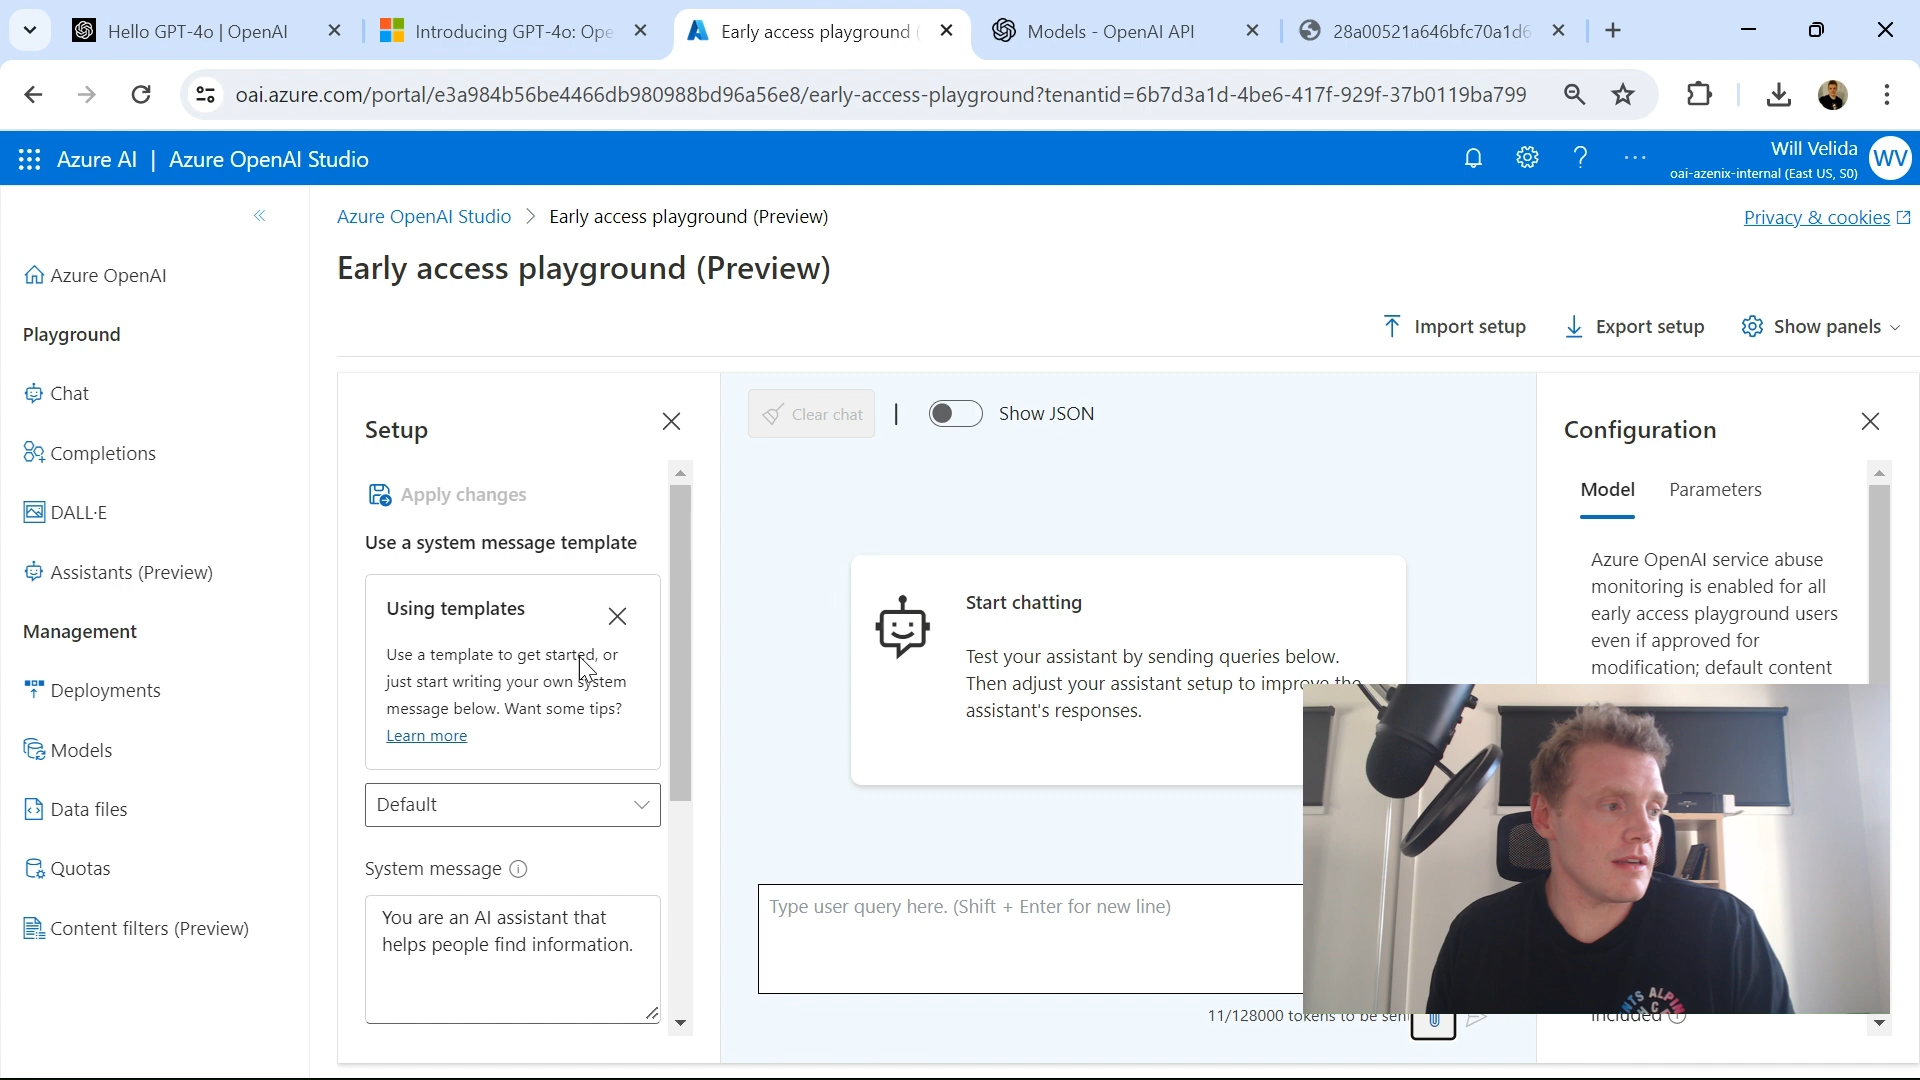 Hello GPT-4o | OpenAI
Introducing GPT-4o: Ope
Early access playground
Models - OpenAI API
28a00521a646bfc70a1d6
oai.azure.com/portal/e3a984b56be4466db980988bd96a56e8/early-access-playground?tenantid=6b7d3a1d-4be6-417f-929f-37b0119ba799
Azure AI | Azure OpenAI Studio
Will Velida
oai-azenix-internal (East US, S0)
WV
Azure OpenAI Studio > Early access playground (Preview)
Privacy & cookies
Early access playground (Preview)
Import setup
Export setup
Show panels
Azure OpenAI
Playground
Chat
Completions
DALL·E
Assistants (Preview)
Management
Deployments
Models
Data files
Quotas
Content filters (Preview)
Setup
Apply changes
Use a system message template
Using templates
Use a template to get started, or
just start writing your own system
message below. Want some tips?
Learn more
Default
System message
You are an AI assistant that
helps people find information.
Clear chat
Show JSON
Start chatting
Test your assistant by sending queries below.
Then adjust your assistant setup to improve the
assistant's responses.
Type user query here. (Shift + Enter for new line)
11/128000 tokens to be sent
Configuration
Model
Parameters
Azure OpenAI service abuse
monitoring is enabled for all
early access playground users
even if approved for
modification; default content
included